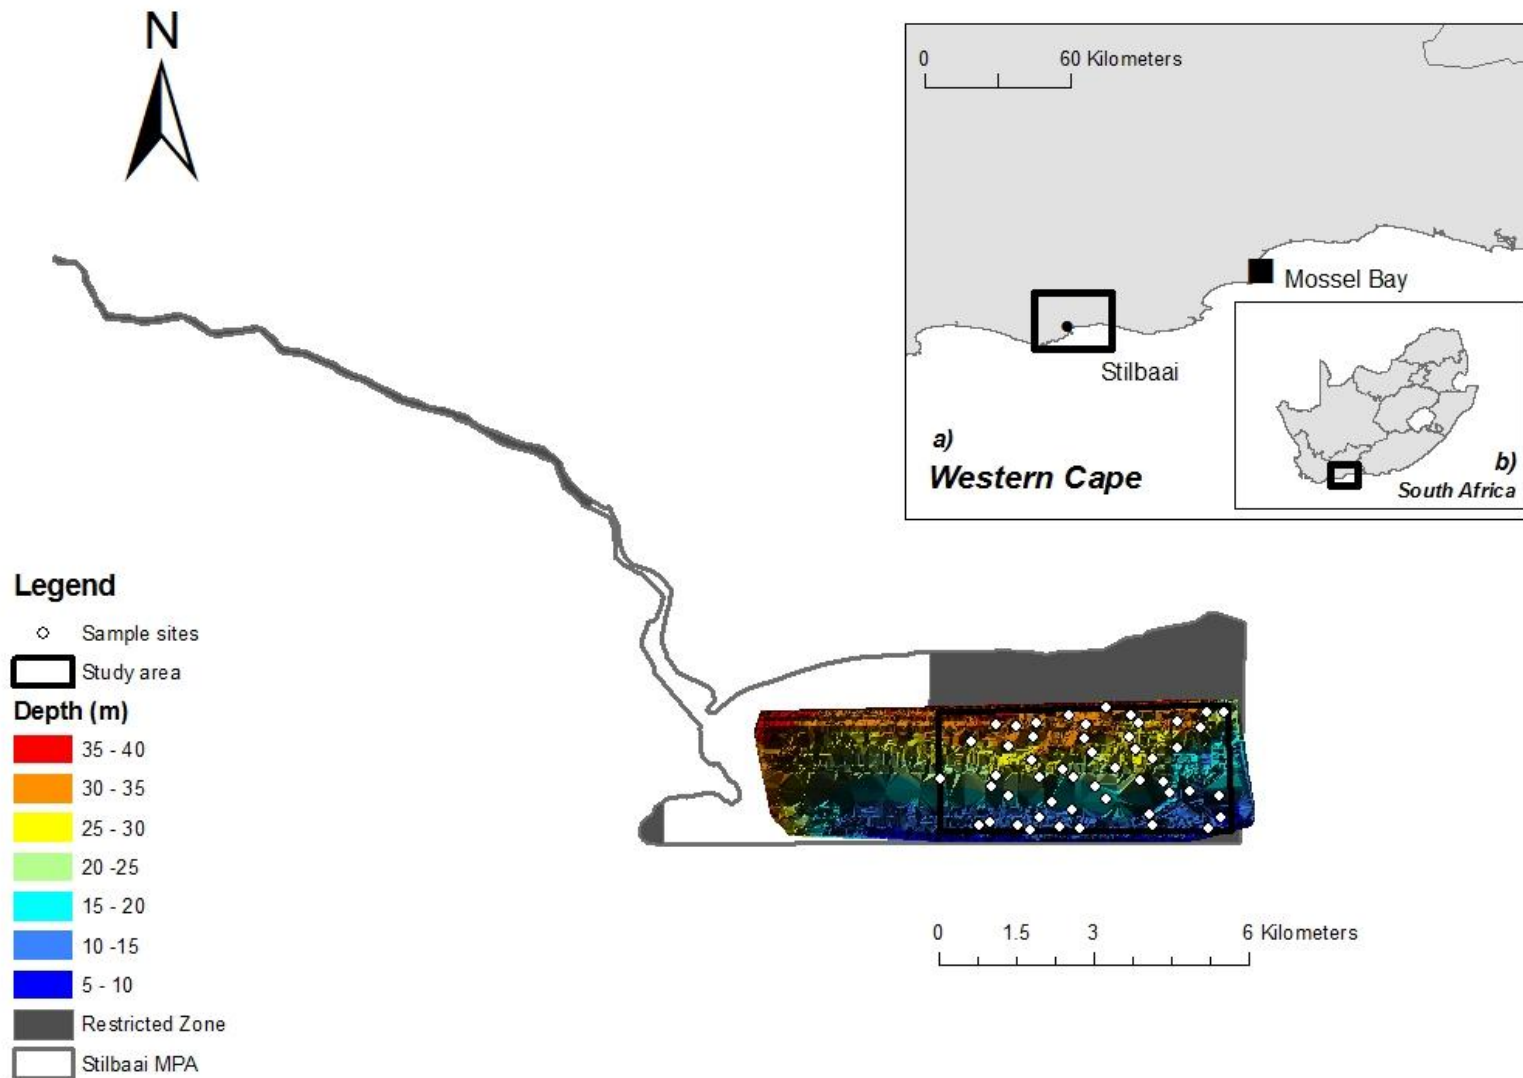 N
0 60 Kilometers
Mossel Bay
Stilbaai
a)
Western Cape
b)
South Africa
Legend
Sample sites
Study area
Depth (m)
35 - 40
30 - 35
25 - 30
20 -25
15 - 20
10 -15
5 - 10
Restricted Zone
Stilbaai MPA
0 1.5 3 6 Kilometers